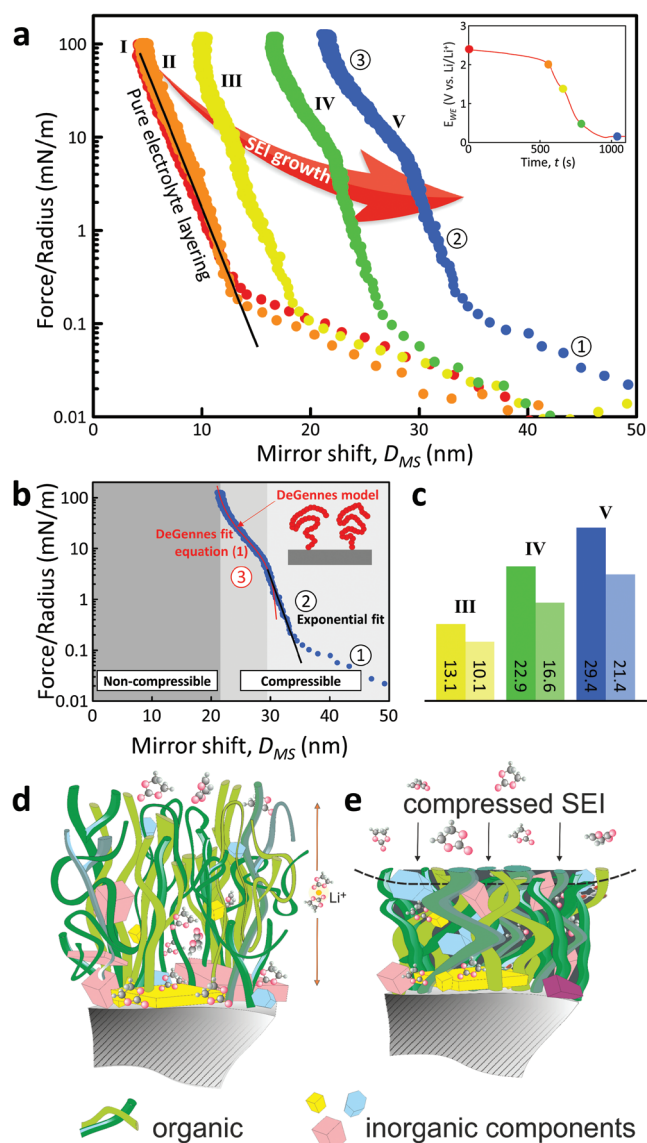 a
Force/Radius (mN/m)
100
10
1
0.1
0.01
0
10
20
30
40
50
Mirror shift, D_MS (nm)
I
II
III
IV
V
③
②
①
Pure electrolyte layering
SEI growth
E_WE (V vs. Li/Li⁺)
3
2
1
0
0
500
1000
Time, t (s)
b
Force/Radius (mN/m)
100
10
1
0.1
0.01
0
10
20
30
40
50
Mirror shift, D_MS (nm)
DeGennes model
DeGennes fit
equation (1)
③
②
Exponential fit
①
Non-compressible
Compressible
c
III
IV
V
13.1
10.1
22.9
16.6
29.4
21.4
d
Li⁺
e
compressed SEI
organic
inorganic components